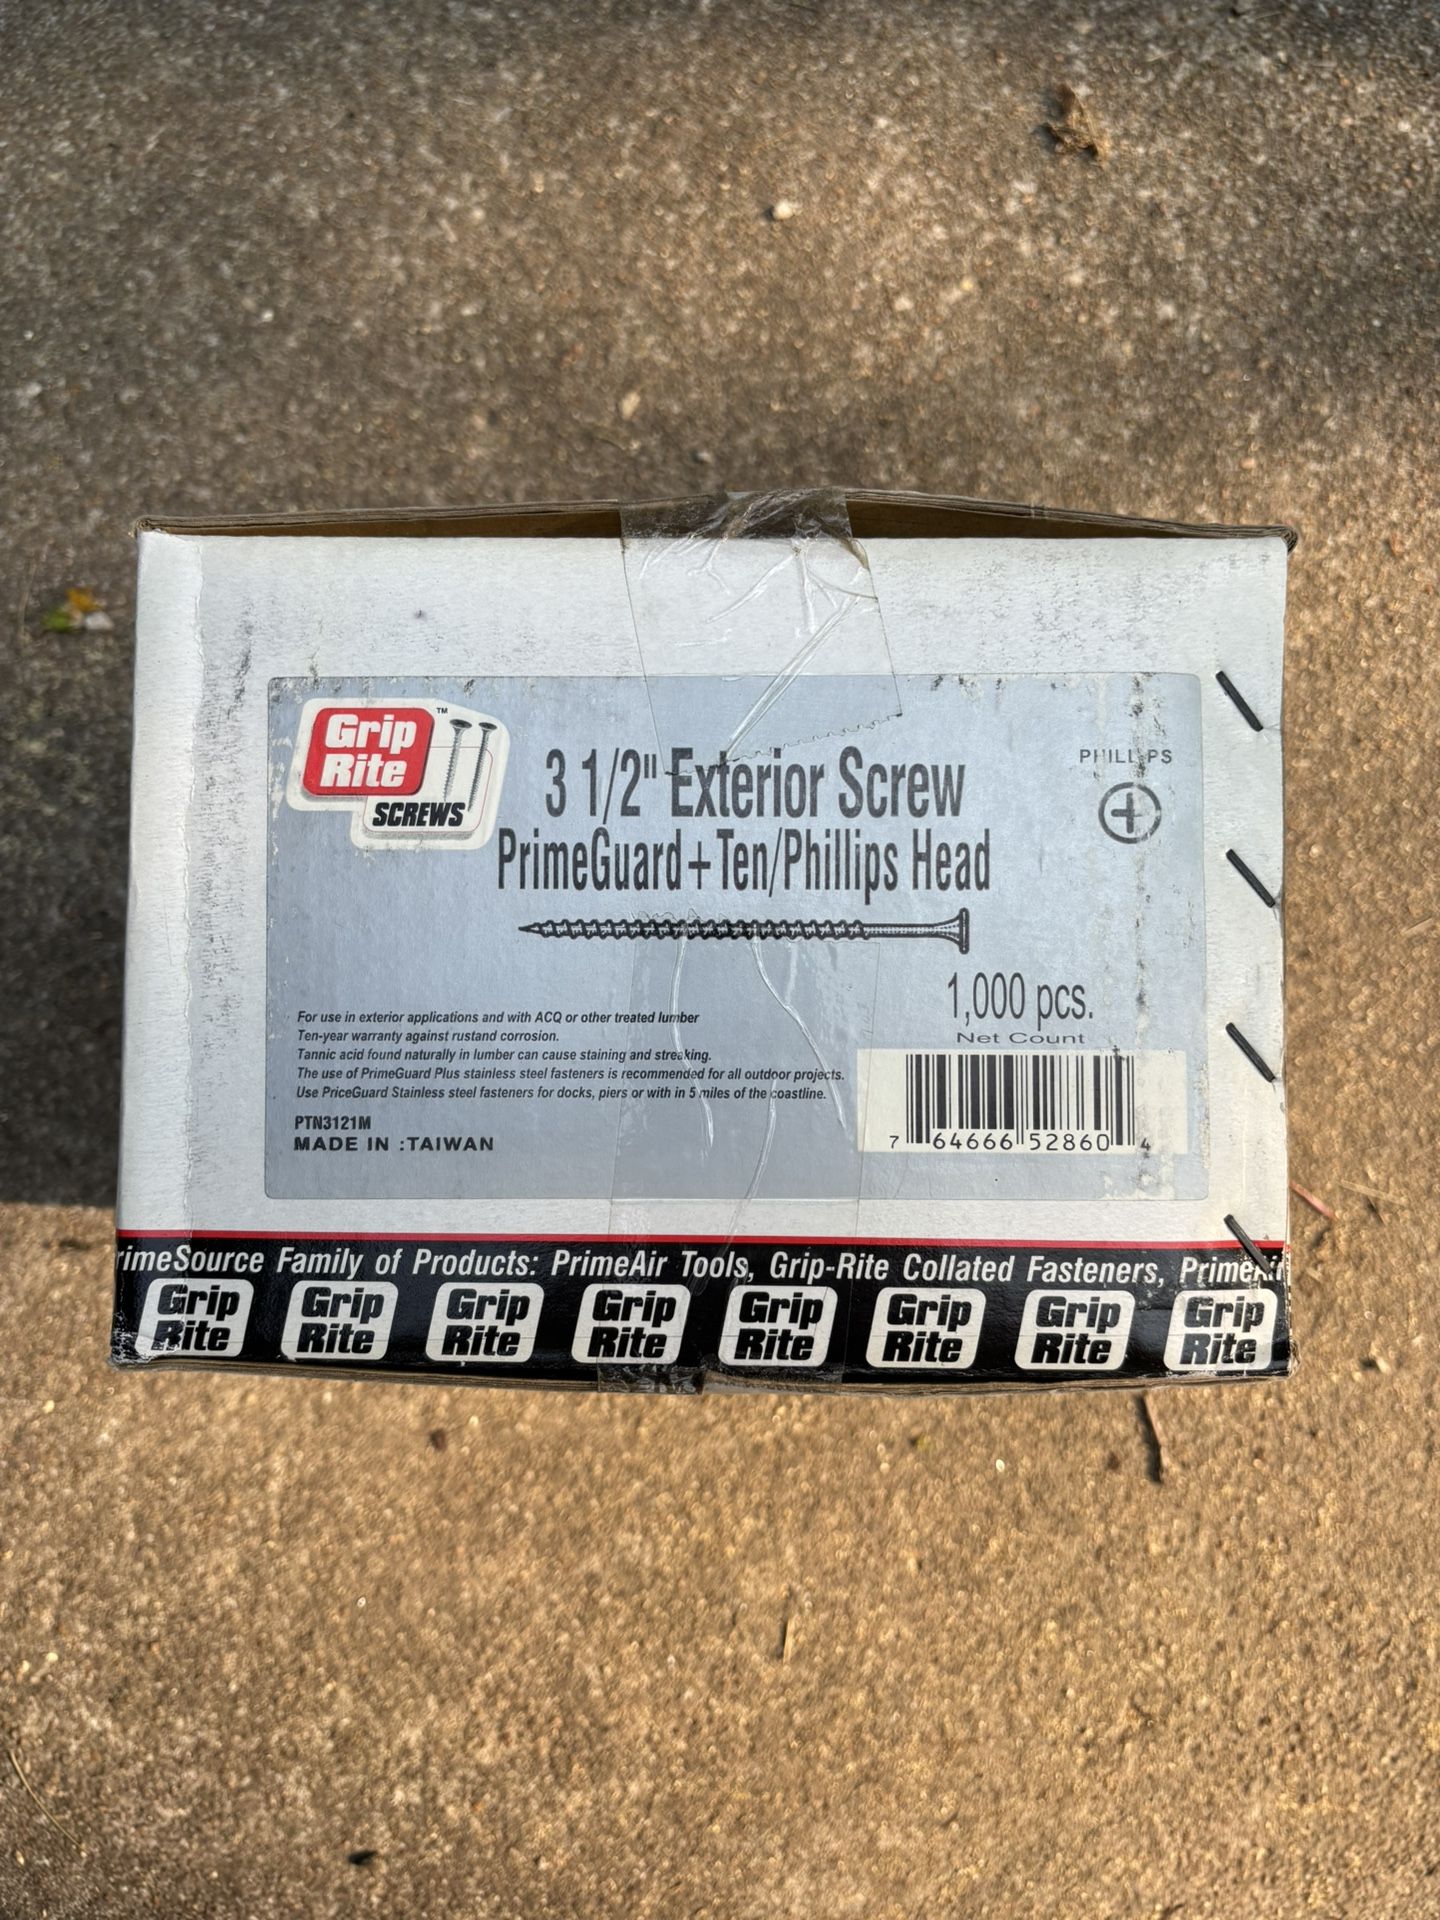 Grip
Rite
TM
SCREWS
3 1/2" Exterior Screw
PrimeGuard+Ten/Phillips Head
PHILLIPS
1,000 pcs.
Net Count
For use in exterior applications and with ACQ or other treated lumber
Ten-year warranty against rustand corrosion.
Tannic acid found naturally in lumber can cause staining and streaking.
The use of PrimeGuard Plus stainless steel fasteners is recommended for all outdoor projects.
Use PriceGuard Stainless steel fasteners for docks, piers or with in 5 miles of the coastline.
PTN3121M
MADE IN :TAIWAN
7 64666 52860 4
rimeSource Family of Products: PrimeAir Tools, Grip-Rite Collated Fasteners, PrimeAir
Grip Grip Grip Grip Grip Grip Grip Grip
Rite Rite Rite Rite Rite Rite Rite Rite